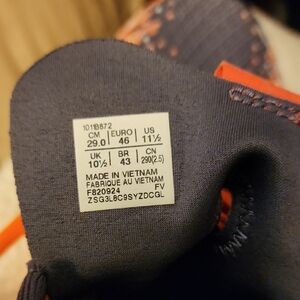 1011B872
CM EURO US
29.0 46 11½
UK BR CN
10½ 43 290(2.5)
MADE IN VIETNAM
FABRIQUE AU VIETNAM
F820924 FV
ZSG3L8C9SYZDCGL